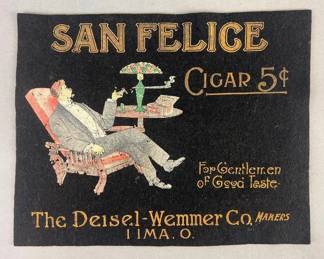 SAN FELICE
CIGAR 5¢
For Gentlemen
of Good Taste
The Deisel-Wemmer Co. MAKERS
LIMA. O.